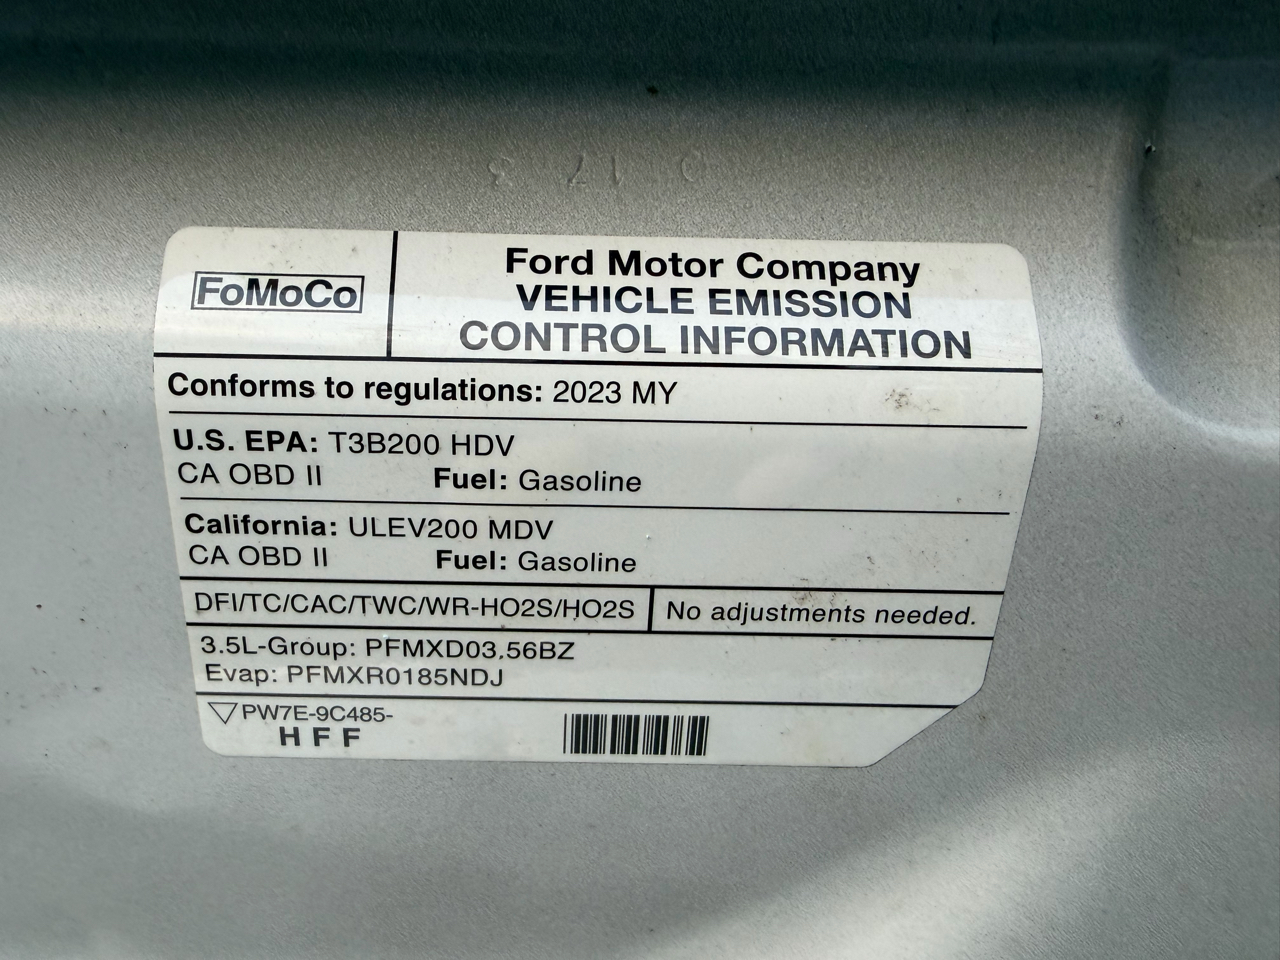 FoMoCo
Ford Motor Company
VEHICLE EMISSION
CONTROL INFORMATION
Conforms to regulations: 2023 MY
U.S. EPA: T3B200 HDV
CA OBD II Fuel: Gasoline
California: ULEV200 MDV
CA OBD II Fuel: Gasoline
DFI/TC/CAC/TWC/WR-HO2S/HO2S No adjustments needed.
3.5L-Group: PFMXD03.56BZ
Evap: PFMXR0185NDJ
PW7E-9C485-
H F F